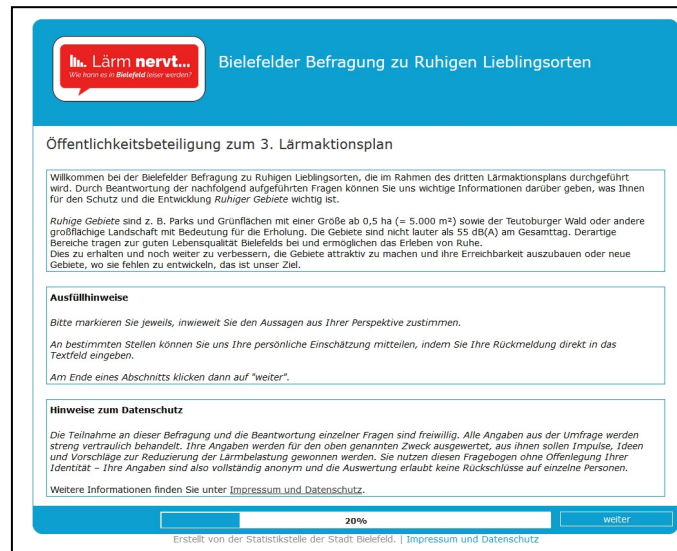 Lärm nervt...
Wie kann es in Bielefeld leiser werden?
Bielefelder Befragung zu Ruhigen Lieblingsorten
Öffentlichkeitsbeteiligung zum 3. Lärmaktionsplan
Willkommen bei der Bielefelder Befragung zu Ruhigen Lieblingsorten, die im Rahmen des dritten Lärmaktionsplans durchgeführt
wird. Durch Beantwortung der nachfolgend aufgeführten Fragen können Sie uns wichtige Informationen darüber geben, was Ihnen
für den Schutz und die Entwicklung Ruhiger Gebiete wichtig ist.
Ruhige Gebiete sind z. B. Parks und Grünflächen mit einer Größe ab 0,5 ha (= 5.000 m²) sowie der Teutoburger Wald oder andere
großflächige Landschaft mit Bedeutung für die Erholung. Die Gebiete sind nicht lauter als 55 dB(A) am Gesamttag. Derartige
Bereiche tragen zur guten Lebensqualität Bielefelds bei und ermöglichen das Erleben von Ruhe.
Dies zu erhalten und noch weiter zu verbessern, die Gebiete attraktiv zu machen und ihre Erreichbarkeit auszubauen oder neue
Gebiete, wo sie fehlen zu entwickeln, das ist unser Ziel.
Ausfüllhinweise
Bitte markieren Sie jeweils, inwieweit Sie den Aussagen aus Ihrer Perspektive zustimmen.
An bestimmten Stellen können Sie uns Ihre persönliche Einschätzung mitteilen, indem Sie Ihre Rückmeldung direkt in das
Textfeld eingeben.
Am Ende eines Abschnitts klicken dann auf "weiter".
Hinweise zum Datenschutz
Die Teilnahme an dieser Befragung und die Beantwortung einzelner Fragen sind freiwillig. Alle Angaben aus der Umfrage werden
streng vertraulich behandelt. Ihre Angaben werden für den oben genannten Zweck ausgewertet, aus ihnen sollen Impulse, Ideen
und Vorschläge zur Reduzierung der Lärmbelastung gewonnen werden. Sie nutzen diesen Fragebogen ohne Offenlegung Ihrer
Identität – Ihre Angaben sind also vollständig anonym und die Auswertung erlaubt keine Rückschlüsse auf einzelne Personen.
Weitere Informationen finden Sie unter Impressum und Datenschutz.
20%
weiter
Erstellt von der Statistikstelle der Stadt Bielefeld. | Impressum und Datenschutz